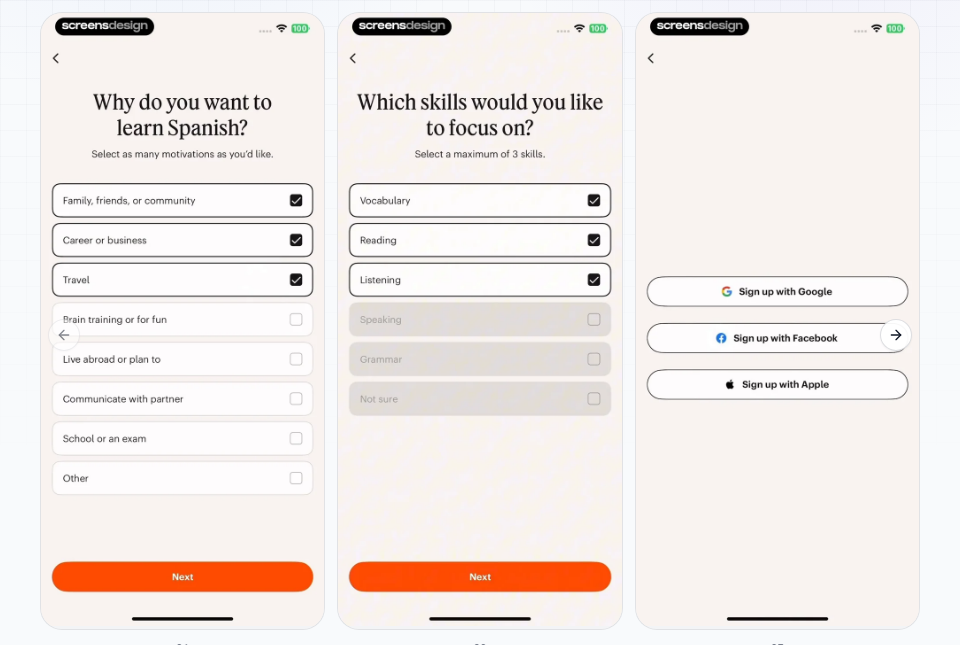 screensdesign
100
Why do you want to
learn Spanish?
Select as many motivations as you'd like.
Family, friends, or community
Career or business
Travel
Brain training or for fun
Live abroad or plan to
Communicate with partner
School or an exam
Other
Next
screensdesign
100
Which skills would you like
to focus on?
Select a maximum of 3 skills.
Vocabulary
Reading
Listening
Speaking
Grammar
Not sure
Next
screensdesign
100
Sign up with Google
Sign up with Facebook
Sign up with Apple